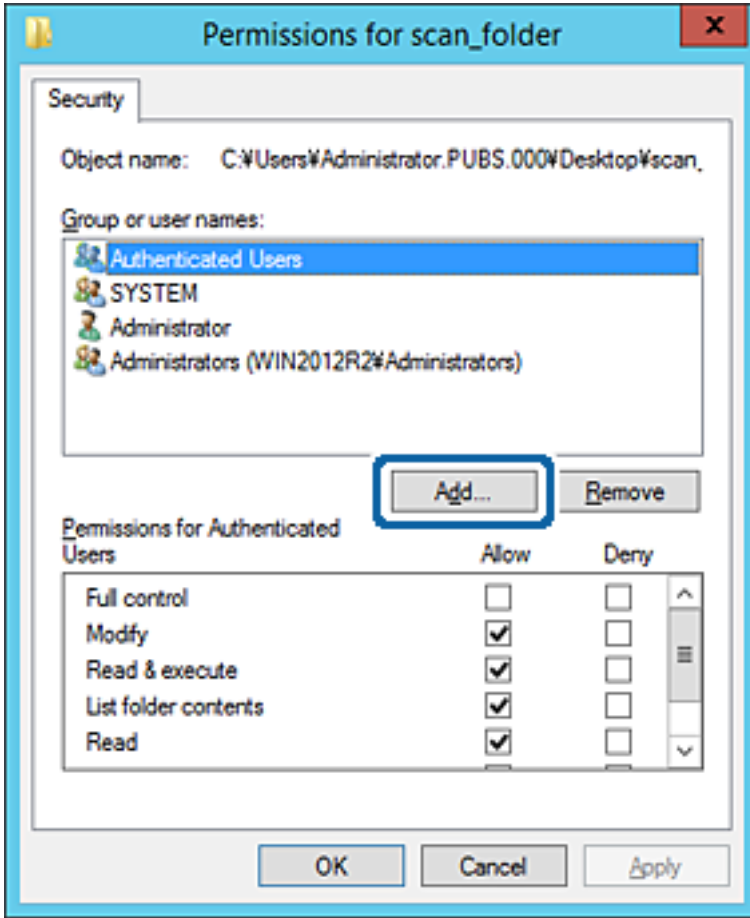 Permissions for scan_folder
x
Security
Object name: C:¥Users¥Administrator.PUBS.000¥Desktop¥scan_
Group or user names:
Authenticated Users
SYSTEM
Administrator
Administrators (WIN2012R2¥Administrators)
Add... Remove
Permissions for Authenticated
Users Allow Deny
Full control
Modify
Read & execute
List folder contents
Read
OK Cancel Apply